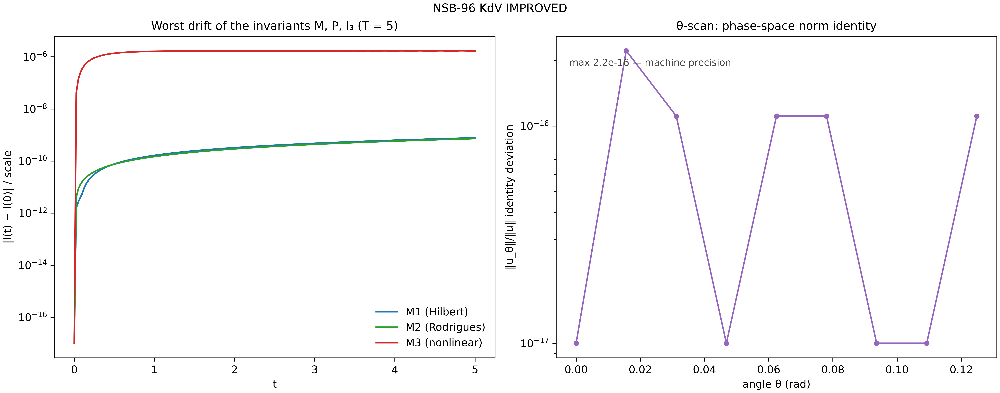 NSB-96 KdV IMPROVED
Worst drift of the invariants M, P, I₃ (T = 5)
|I(t) − I(0)| / scale
10⁻⁶
10⁻⁸
10⁻¹⁰
10⁻¹²
10⁻¹⁴
10⁻¹⁶
M1 (Hilbert)
M2 (Rodrigues)
M3 (nonlinear)
0 1 2 3 4 5
t
θ-scan: phase-space norm identity
‖u_θ‖/‖u‖ identity deviation
max 2.2e-16 — machine precision
10⁻¹⁶
10⁻¹⁷
0.00 0.02 0.04 0.06 0.08 0.10 0.12
angle θ (rad)